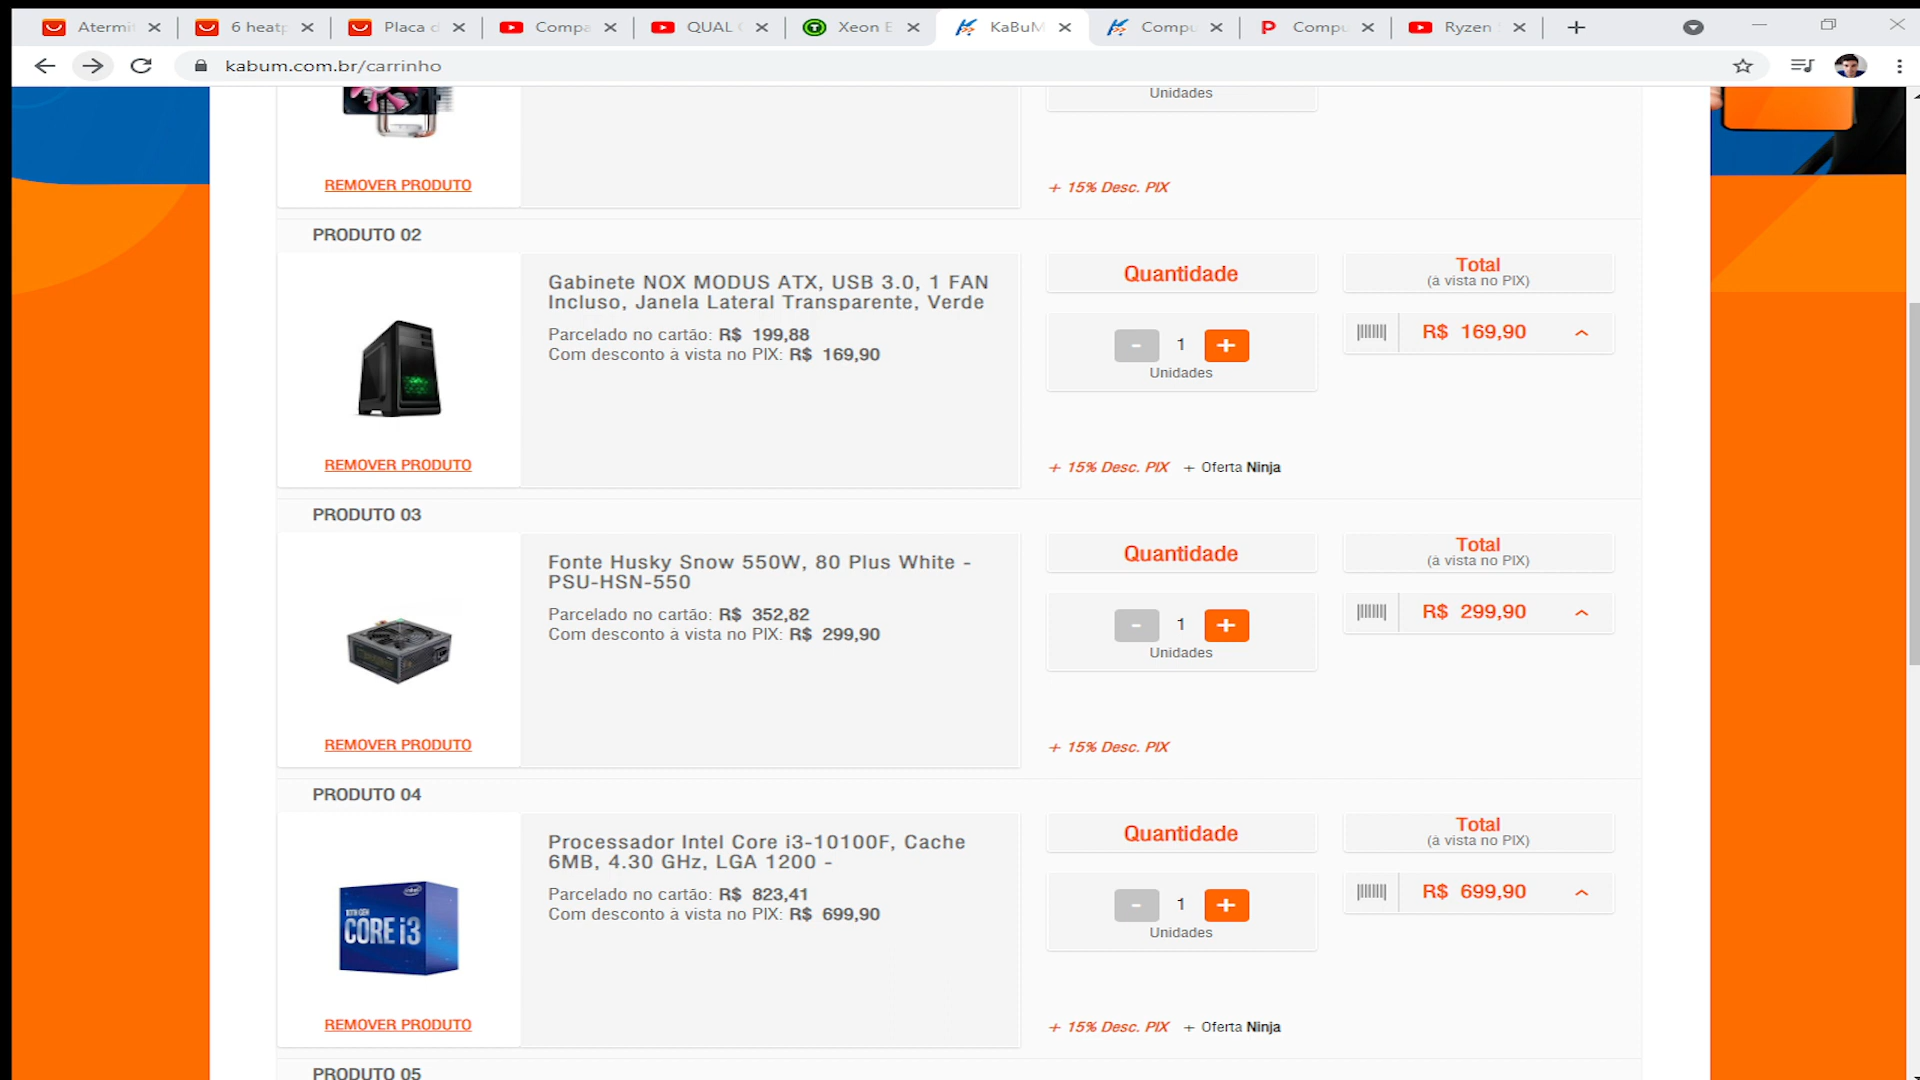 Atermi
6 heatp
Placa d
Compa
QUAL
Xeon E
KaBuM
Compu
Compu
Ryzen
kabum.com.br/carrinho
Unidades
REMOVER PRODUTO
+ 15% Desc. PIX
PRODUTO 02
Gabinete NOX MODUS ATX, USB 3.0, 1 FAN
Incluso, Janela Lateral Transparente, Verde
Parcelado no cartão: R$ 199,88
Com desconto à vista no PIX: R$ 169,90
Quantidade
- 1 +
Unidades
Total
(à vista no PIX)
R$ 169,90
REMOVER PRODUTO
+ 15% Desc. PIX + Oferta Ninja
PRODUTO 03
Fonte Husky Snow 550W, 80 Plus White -
PSU-HSN-550
Parcelado no cartão: R$ 352,82
Com desconto à vista no PIX: R$ 299,90
Quantidade
- 1 +
Unidades
Total
(à vista no PIX)
R$ 299,90
REMOVER PRODUTO
+ 15% Desc. PIX
PRODUTO 04
intel
10TH GEN
CORE i3
Processador Intel Core i3-10100F, Cache
6MB, 4.30 GHz, LGA 1200 -
Parcelado no cartão: R$ 823,41
Com desconto à vista no PIX: R$ 699,90
Quantidade
- 1 +
Unidades
Total
(à vista no PIX)
R$ 699,90
REMOVER PRODUTO
+ 15% Desc. PIX + Oferta Ninja
PRODUTO 05